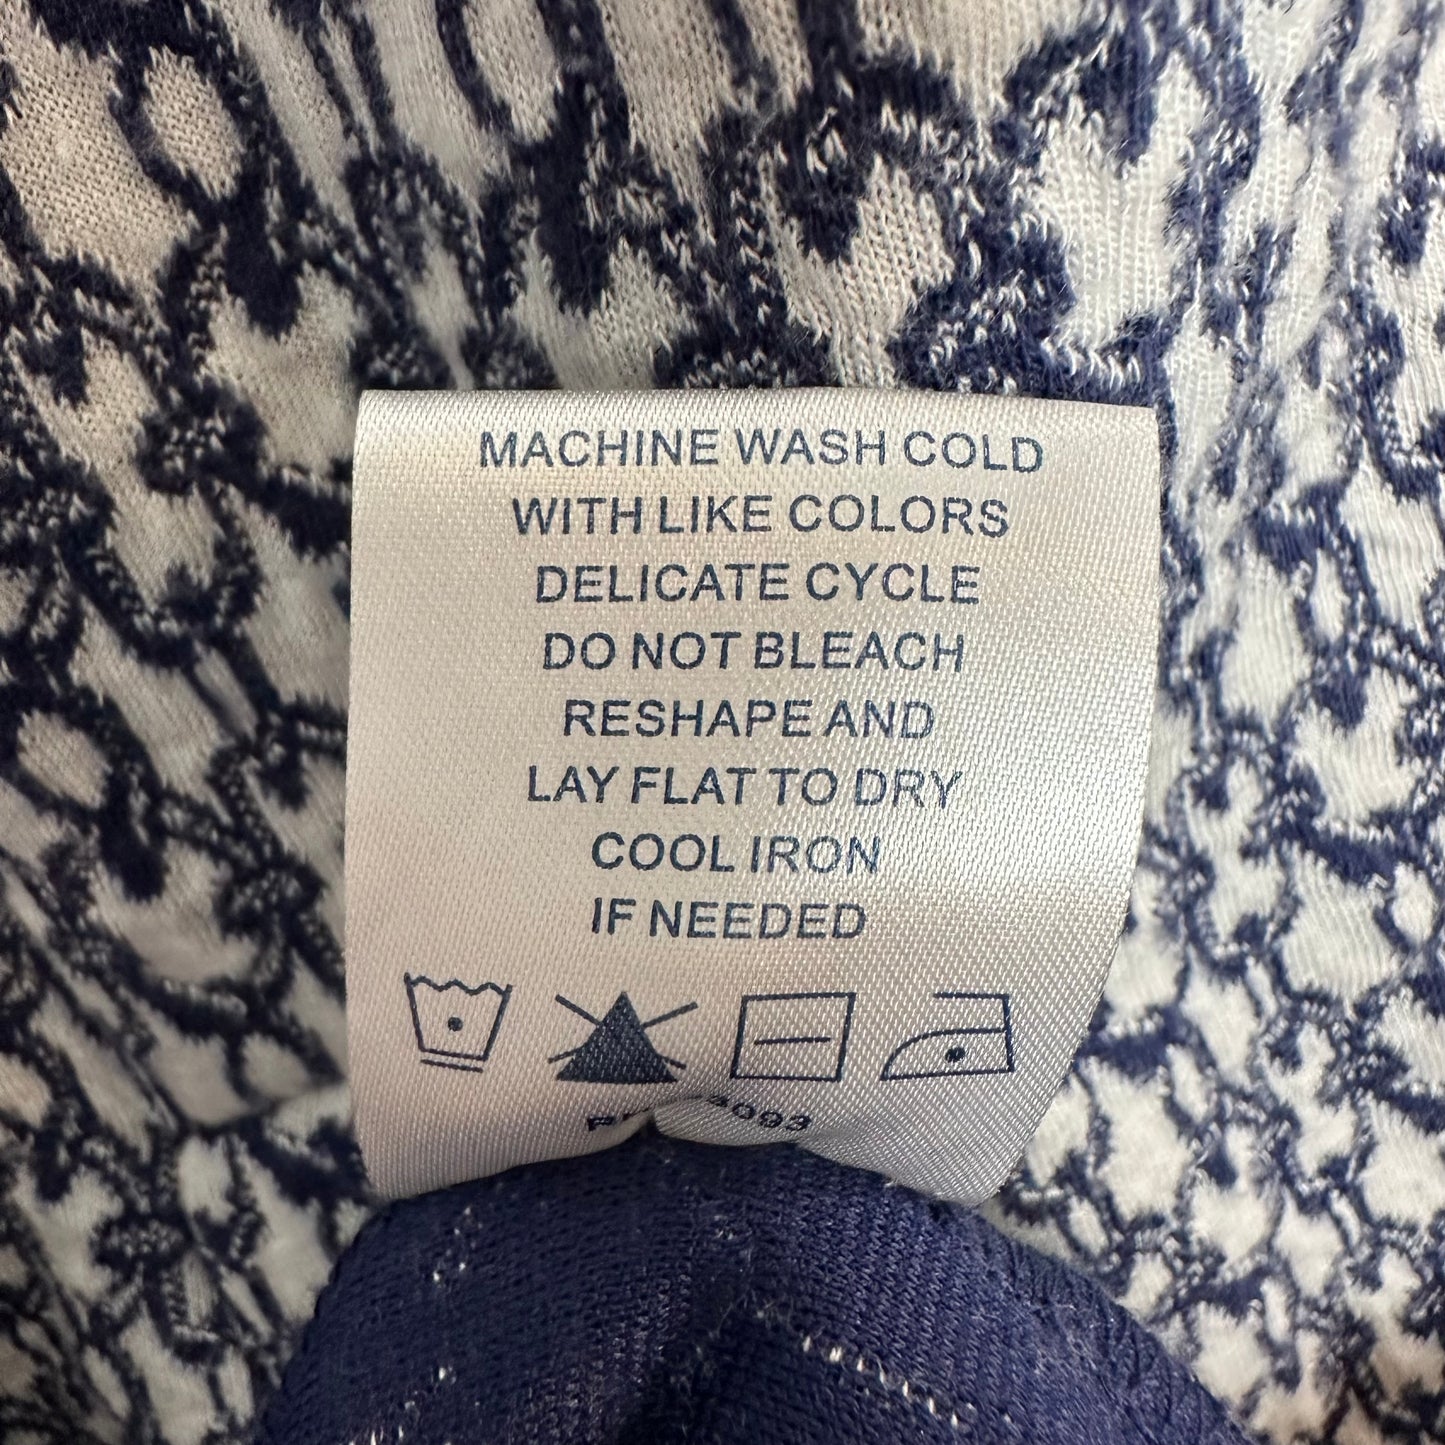 MACHINE WASH COLD
WITH LIKE COLORS
DELICATE CYCLE
DO NOT BLEACH
RESHAPE AND
LAY FLAT TO DRY
COOL IRON
IF NEEDED